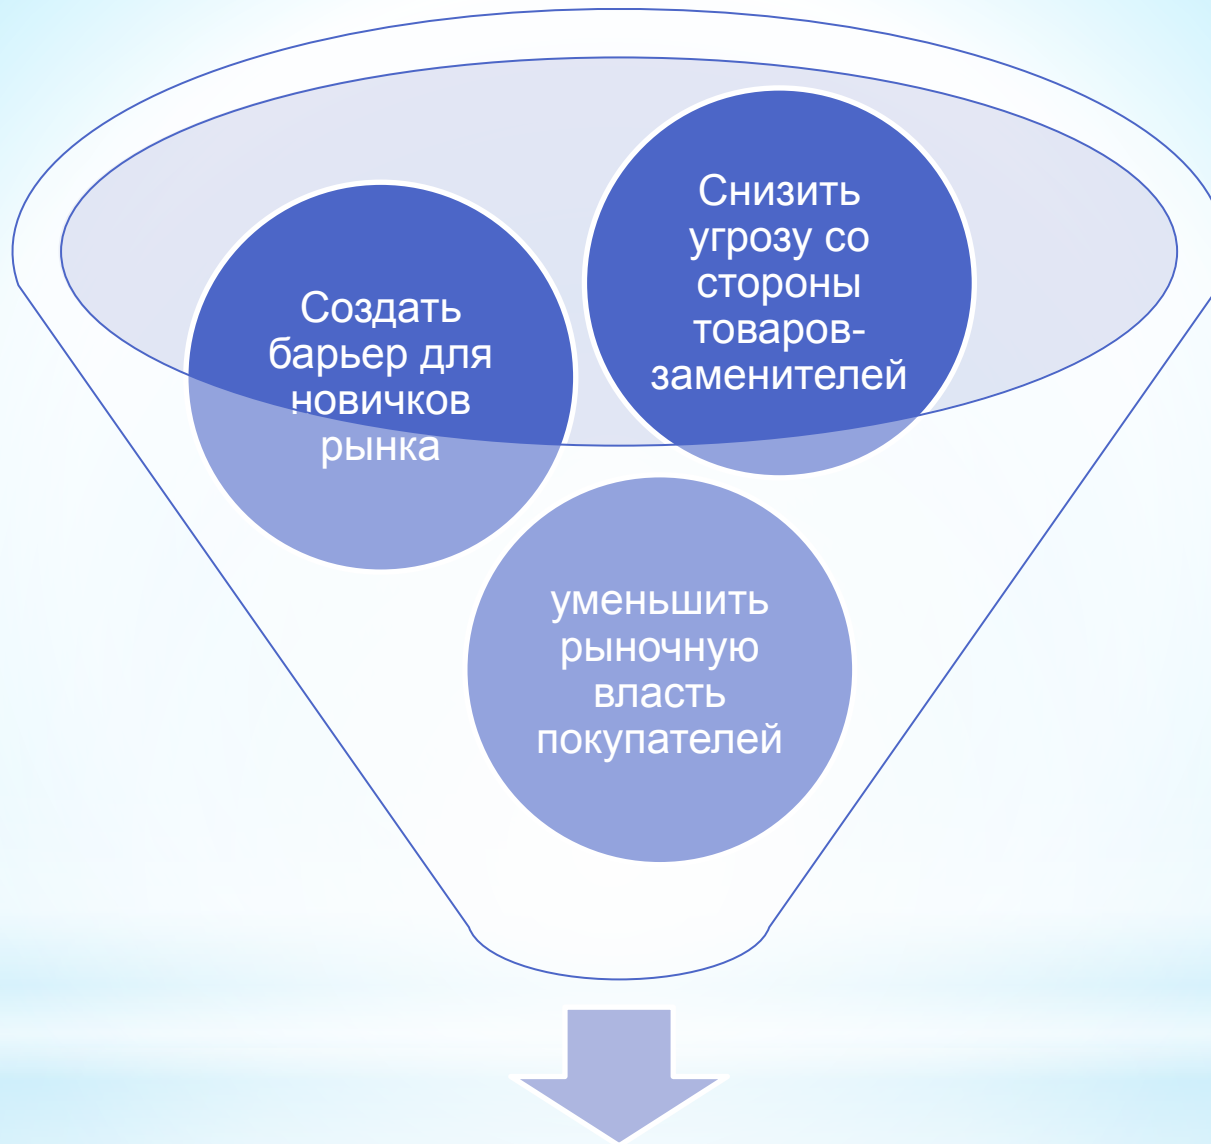 Снизить
угрозу со
стороны
товаров-
заменителей
Создать
барьер для
новичков
рынка
уменьшить
рыночную
власть
покупателей